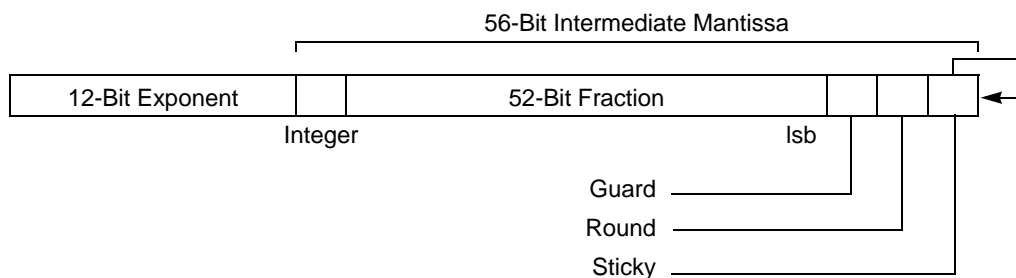 56-Bit Intermediate Mantissa
12-Bit Exponent 52-Bit Fraction
Integer lsb
Guard
Round
Sticky